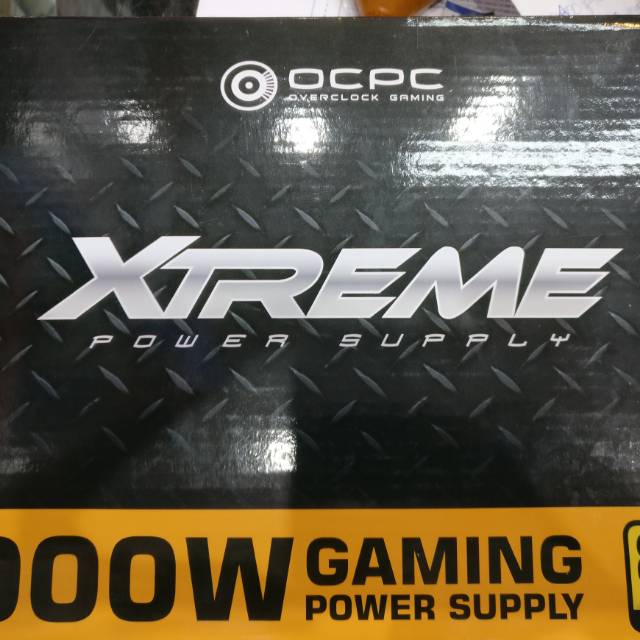 OCPC
OVERCLOCK GAMING
XTREME
POWER SUPPLY
000W
GAMING
POWER SUPPLY